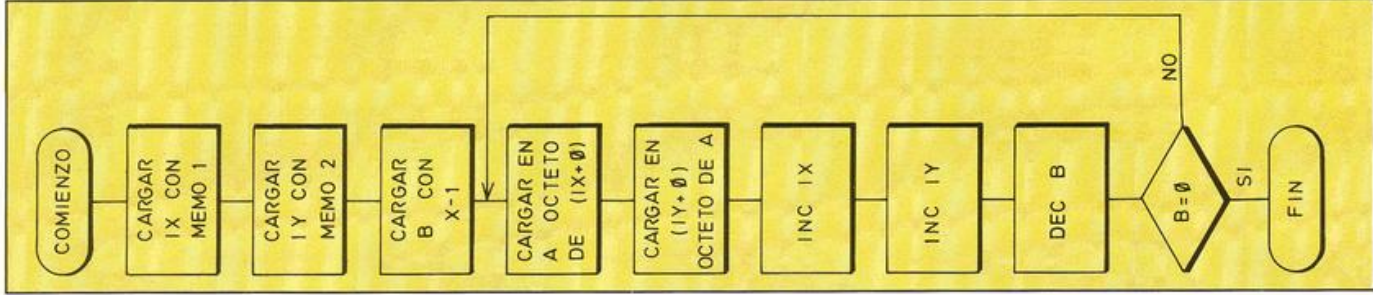 COMIENZO
CARGAR
IX CON
MEMO 1
CARGAR
IY CON
MEMO 2
CARGAR
B CON
X-1
CARGAR EN
A OCTETO
DE (IX+Ø)
CARGAR EN
(IY+Ø)
OCTETO DE A
INC IX
INC IY
DEC B
B=Ø
NO
SI
FIN